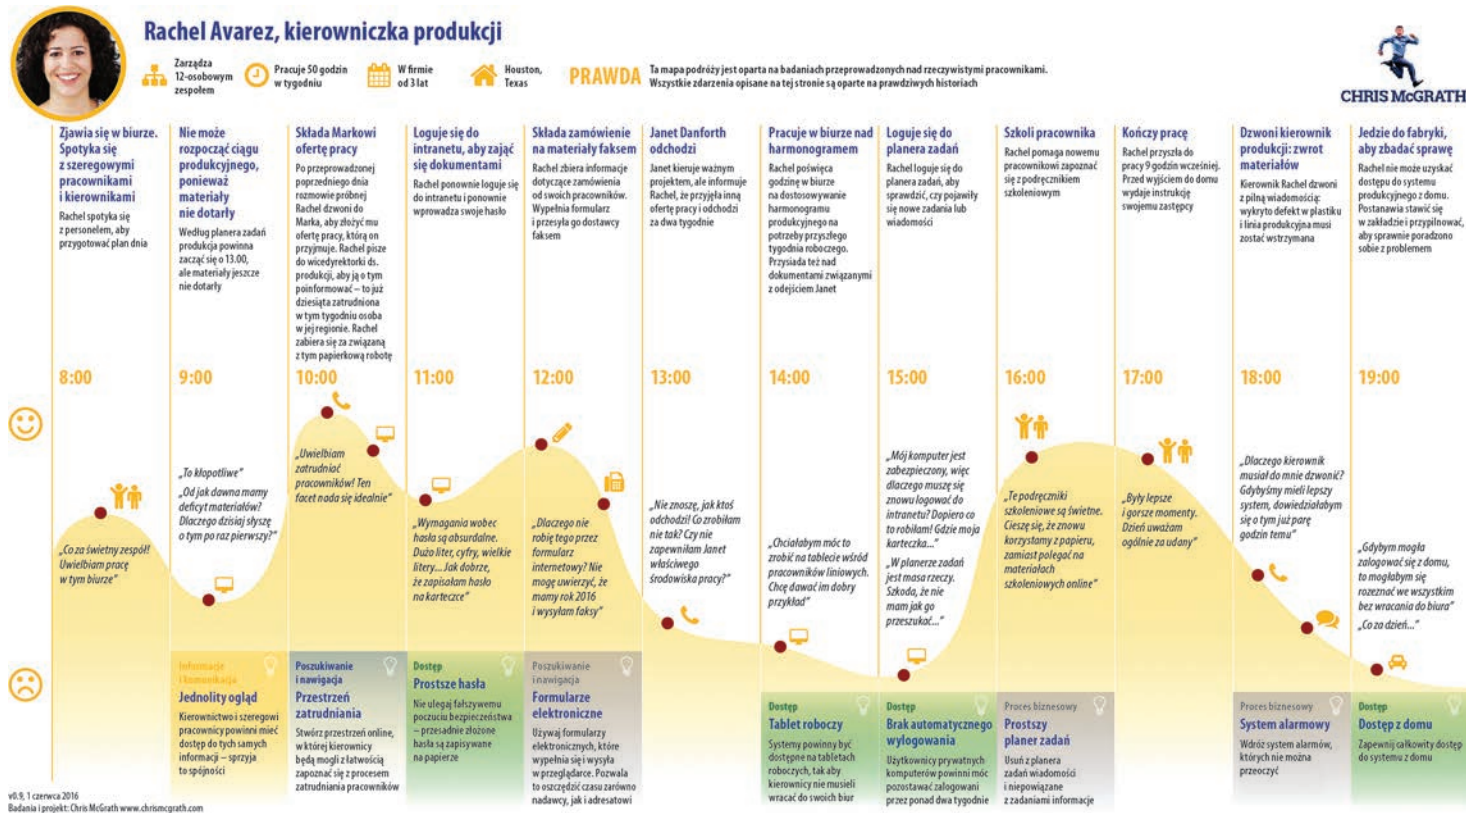 Rachel Avarez, kierowniczka produkcji
Zarządza
12-osobowym
zespołem
Pracuje 50 godzin
w tygodniu
W firmie
od 3 lat
Houston,
Texas
PRAWDA
Ta mapa podróży jest oparta na badaniach przeprowadzonych nad rzeczywistymi pracownikami.
Wszystkie zdarzenia opisane na tej stronie są oparte na prawdziwych historiach
CHRIS McGRATH
Zjawia się w biurze.
Spotyka się
z szeregowymi
pracownikami
i kierownikami
Rachel spotyka się
z personelem, aby
przygotować plan dnia
8:00
„Co za świetny zespół!
Uwielbiam pracę
w tym biurze”
Nie może
rozpocząć ciągu
produkcyjnego,
ponieważ
materiały
nie dotarły
Według planera zadań
produkcja powinna
zacząć się o 13.00,
ale materiały jeszcze
nie dotarły
9:00
„To kłopotliwe”
„Od jak dawna mamy
deficyt materiałów?
Dlaczego dzisiaj słyszę
o tym po raz pierwszy?”
Informacje
i komunikacja
Jednolity ogląd
Kierownictwo i szeregowi
pracownicy powinni mieć
dostęp do tych samych
informacji – sprzyja
to spójności
Składa Markowi
ofertę pracy
Po przeprowadzonej
poprzedniego dnia
rozmowie próbnej
Rachel dzwoni do
Marka, aby złożyć mu
ofertę pracy, którą on
przyjmuje. Rachel pisze
do wicedyrektorki ds.
produkcji, aby ją o tym
poinformować – to już
dziesiąta zatrudniona
w tym tygodniu osoba
w jej regionie. Rachel
zabiera się za związaną
z tym papierkową robotę
10:00
„Uwielbiam
zatrudniać
pracowników! Ten
facet nada się idealnie”
Poszukiwanie
i nawigacja
Przestrzeń
zatrudniania
Stwórz przestrzeń online,
w której kierownicy
będą mogli z łatwością
zapoznać się z procesem
zatrudniania pracowników
Loguje się do
intranetu, aby zająć
się dokumentami
Rachel ponownie loguje się
do intranetu i ponownie
wprowadza swoje hasło
11:00
„Wymagania wobec
hasła są absurdalne.
Dużo liter, cyfry, wielkie
litery... Jak dobrze,
że zapisałam hasło
na karteczce”
Dostęp
Prostsze hasła
Nie ulegaj fałszywemu
poczuciu bezpieczeństwa
– przesadnie złożone
hasła są zapisywane
na papierze
Składa zamówienie
na materiały faksem
Rachel zbiera informacje
dotyczące zamówienia
od swoich pracowników.
Wypełnia formularz
i przesyła go dostawcy
faksem
12:00
„Dlaczego nie
robię tego przez
formularz
internetowy? Nie
mogę uwierzyć, że
mamy rok 2016
i wysyłam faksy”
Poszukiwanie
i nawigacja
Formularze
elektroniczne
Używaj formularzy
elektronicznych, które
wypełnia się i wysyła
w przeglądarce. Pozwala
to oszczędzić czasu zarówno
nadawcy, jak i adresatowi
Janet Danforth
odchodzi
Janet kieruje ważnym
projektem, ale informuje
Rachel, że przyjęła inną
ofertę pracy i odchodzi
za dwa tygodnie
13:00
„Nie znoszę, jak ktoś
odchodzi! Co zrobiłam
nie tak? Czy nie
zapewniłam Janet
właściwego
środowiska pracy?”
Pracuje w biurze nad
harmonogramem
Rachel poświęca
godzinę w biurze
na dostosowywanie
harmonogramu
produkcyjnego na
potrzeby przyszłego
tygodnia roboczego.
Przysiada też nad
dokumentami związanymi
z odejściem Janet
14:00
„Chciałabym móc to
zrobić na tablecie wśród
pracowników liniowych.
Chcę dawać im dobry
przykład”
Dostęp
Tablet roboczy
Systemy powinny być
dostępne na tabletach
roboczych, tak aby
kierownicy nie musieli
wracać do swoich biur
Loguje się do
planera zadań
Rachel loguje się do
planera zadań, aby
sprawdzić, czy pojawiły
się nowe zadania lub
wiadomości
15:00
„Mój komputer jest
zabezpieczony, więc
dlaczego muszę się
znowu logować do
intranetu? Dopiero co
to robiłam! Gdzie moja
karteczka...”
„W planerze zadań
jest masa rzeczy.
Szkoda, że nie
mam jak go
przeszukać...”
Dostęp
Brak automatycznego
wylogowania
Użytkownicy prywatnych
komputerów powinni móc
pozostawać zalogowani
przez ponad dwa tygodnie
Szkoli pracownika
Rachel pomaga nowemu
pracownikowi zapoznać
się z podręcznikiem
szkoleniowym
16:00
„Te podręczniki
szkoleniowe są świetne.
Cieszę się, że znowu
korzystamy z papieru,
zamiast polegać na
materiałach
szkoleniowych online”
Proces biznesowy
Prostszy
planer zadań
Usuń z planera
zadań wiadomości
i niepowiązane
z zadaniami informacje
Kończy pracę
Rachel przyszła do
pracy 9 godzin wcześniej.
Przed wyjściem do domu
wydaje instrukcję
swojemu zastępcy
17:00
„Były lepsze
i gorsze momenty.
Dzień uważam
ogólnie za udany”
Dzwoni kierownik
produkcji: zwrot
materiałów
Kierownik Rachel dzwoni
z pilną wiadomością:
wykryto defekt w plastiku
i linia produkcyjna musi
zostać wstrzymana
18:00
„Dlaczego kierownik
musiał do mnie dzwonić?
Gdybyśmy mieli lepszy
system, dowiedziałabym
się o tym już parę
godzin temu”
Proces biznesowy
System alarmowy
Wdróż system alarmów,
których nie można
przeoczyć
Jedzie do fabryki,
aby zbadać sprawę
Rachel nie może uzyskać
dostępu do systemu
produkcyjnego z domu.
Postanawia stawić się
w zakładzie i przypilnować,
aby sprawnie poradzono
sobie z problemem
19:00
„Gdybym mogła
zalogować się z domu,
to mogłabym się
rozeznać we wszystkim
bez wracania do biura”
„Co za dzień...”
Dostęp
Dostęp z domu
Zapewnij całkowity dostęp
do systemu z domu
v0.9, 1 czerwca 2016
Badania i projekt: Chris McGrath www.chrismcgrath.com